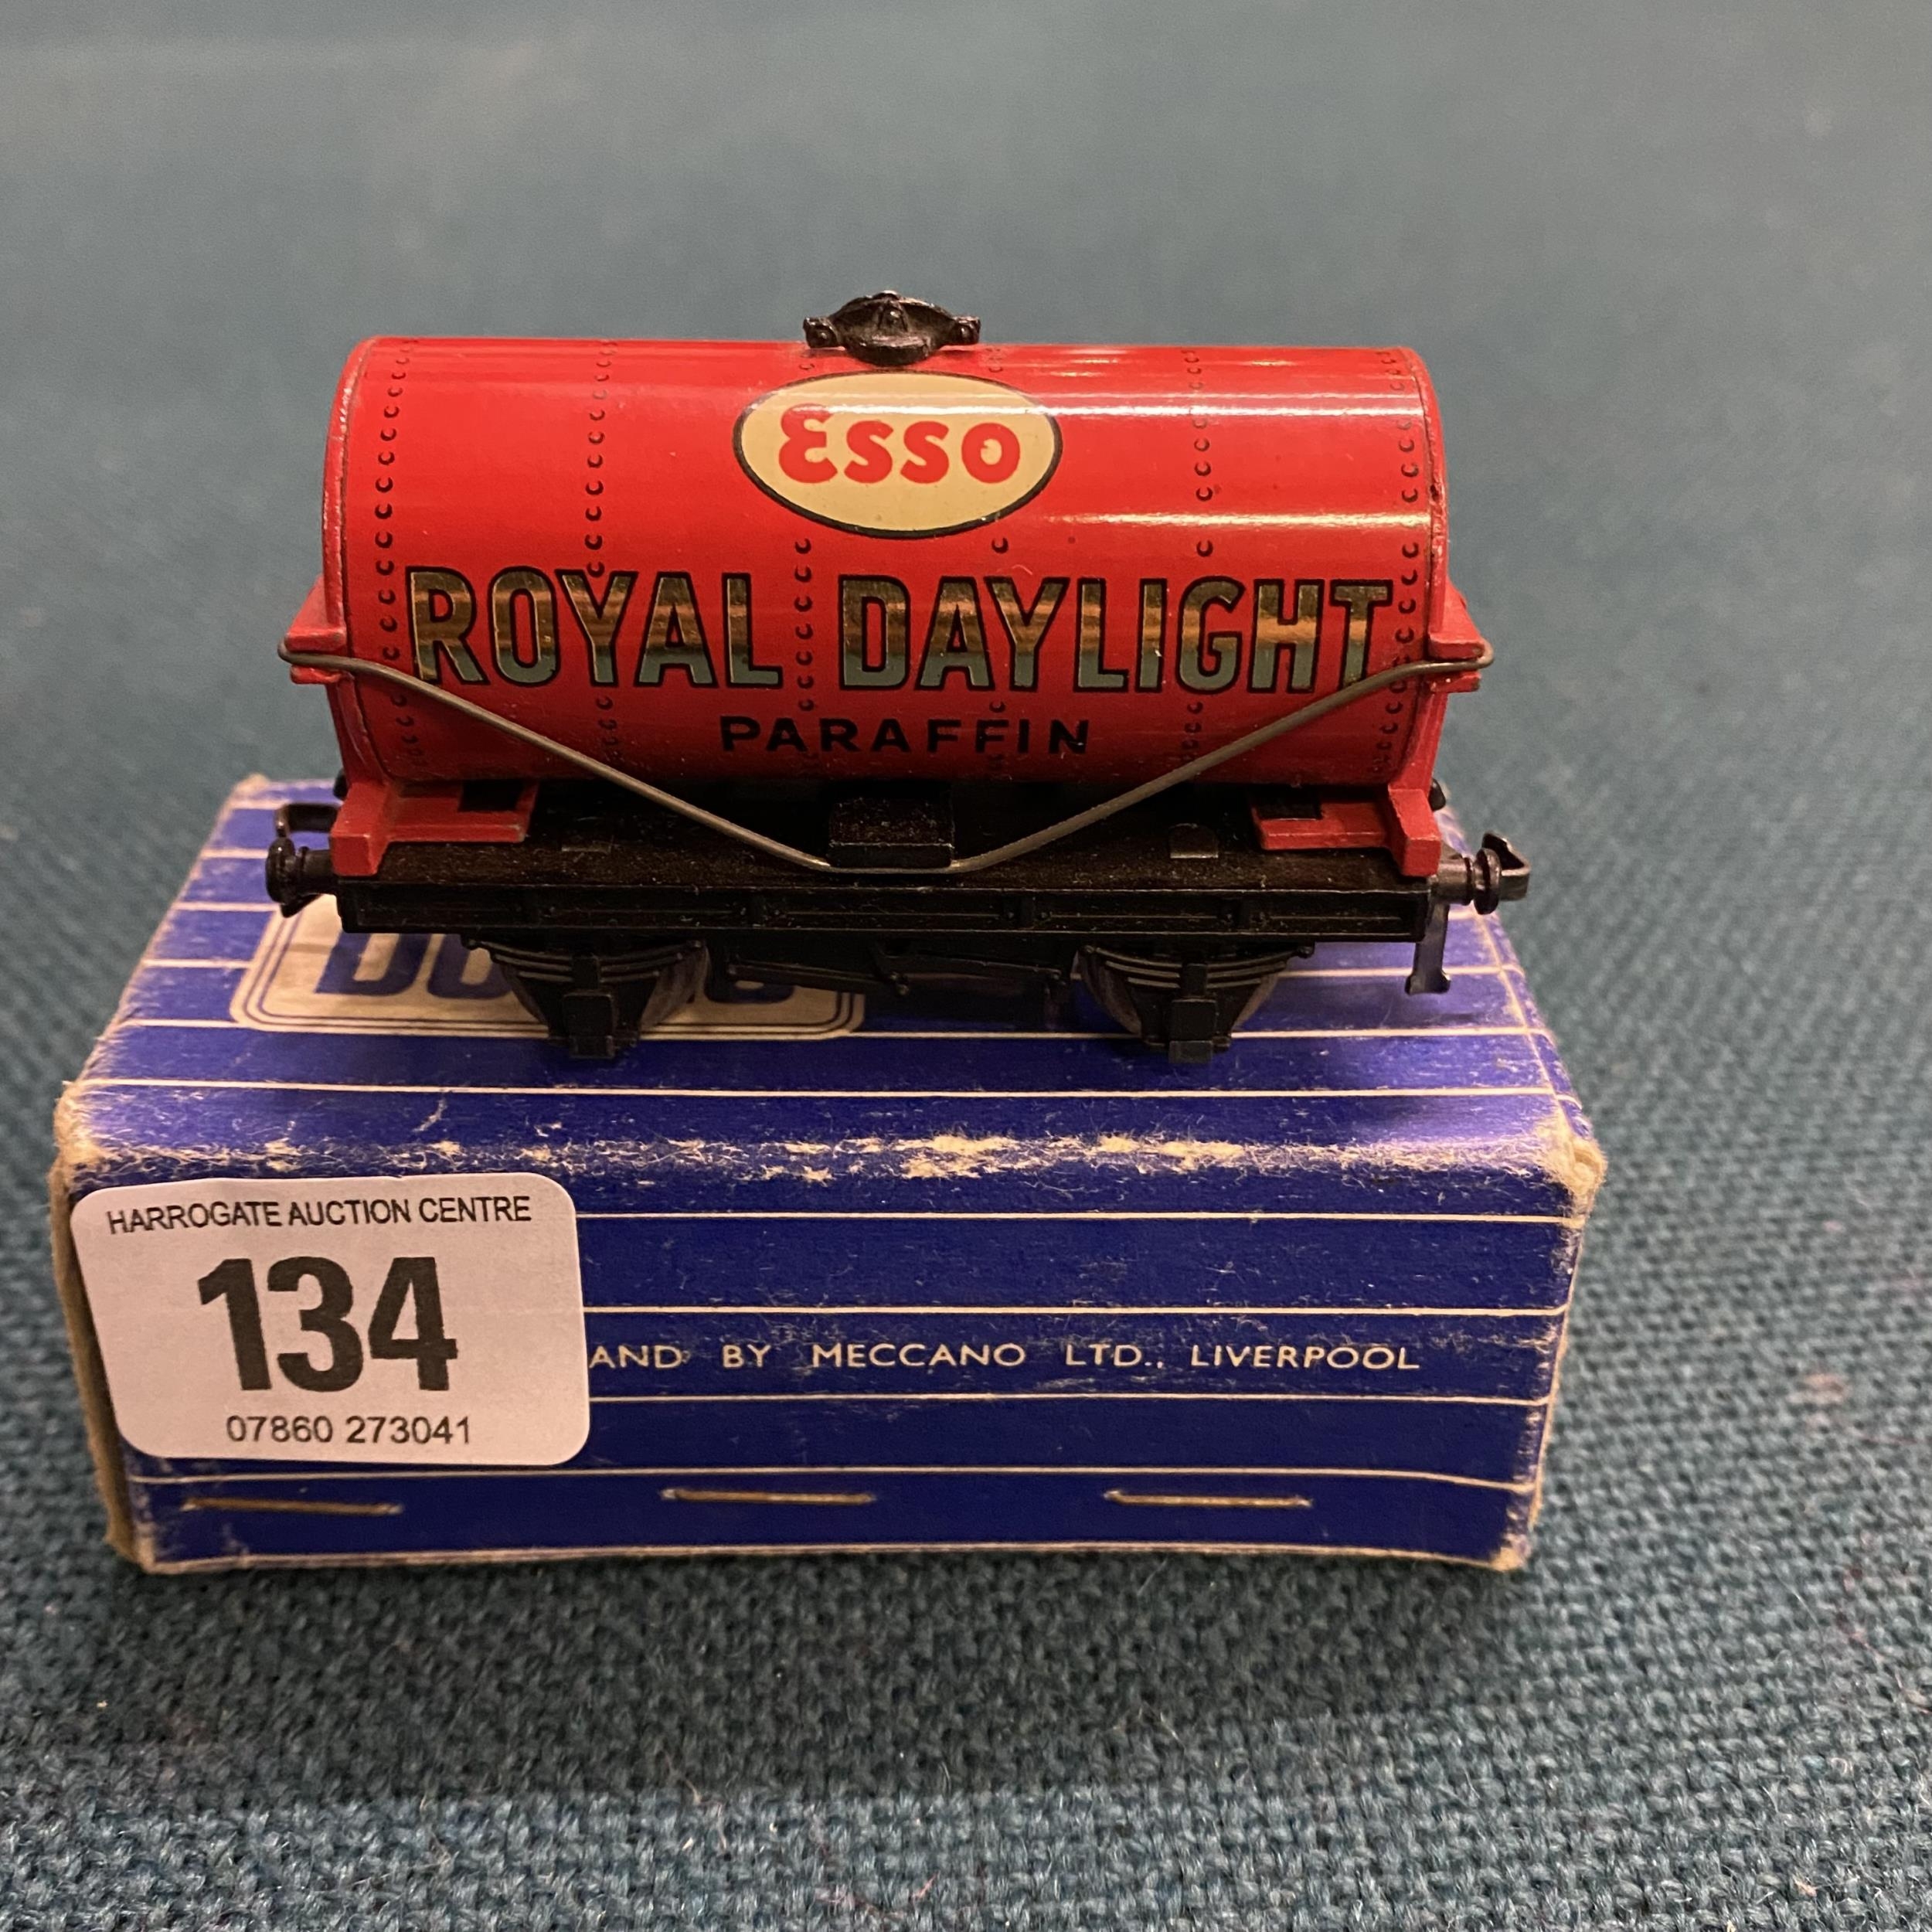 Esso
ROYAL DAYLIGHT
PARAFFIN
HARROGATE AUCTION CENTRE
134
07860 273041
AND BY MECCANO LTD., LIVERPOOL